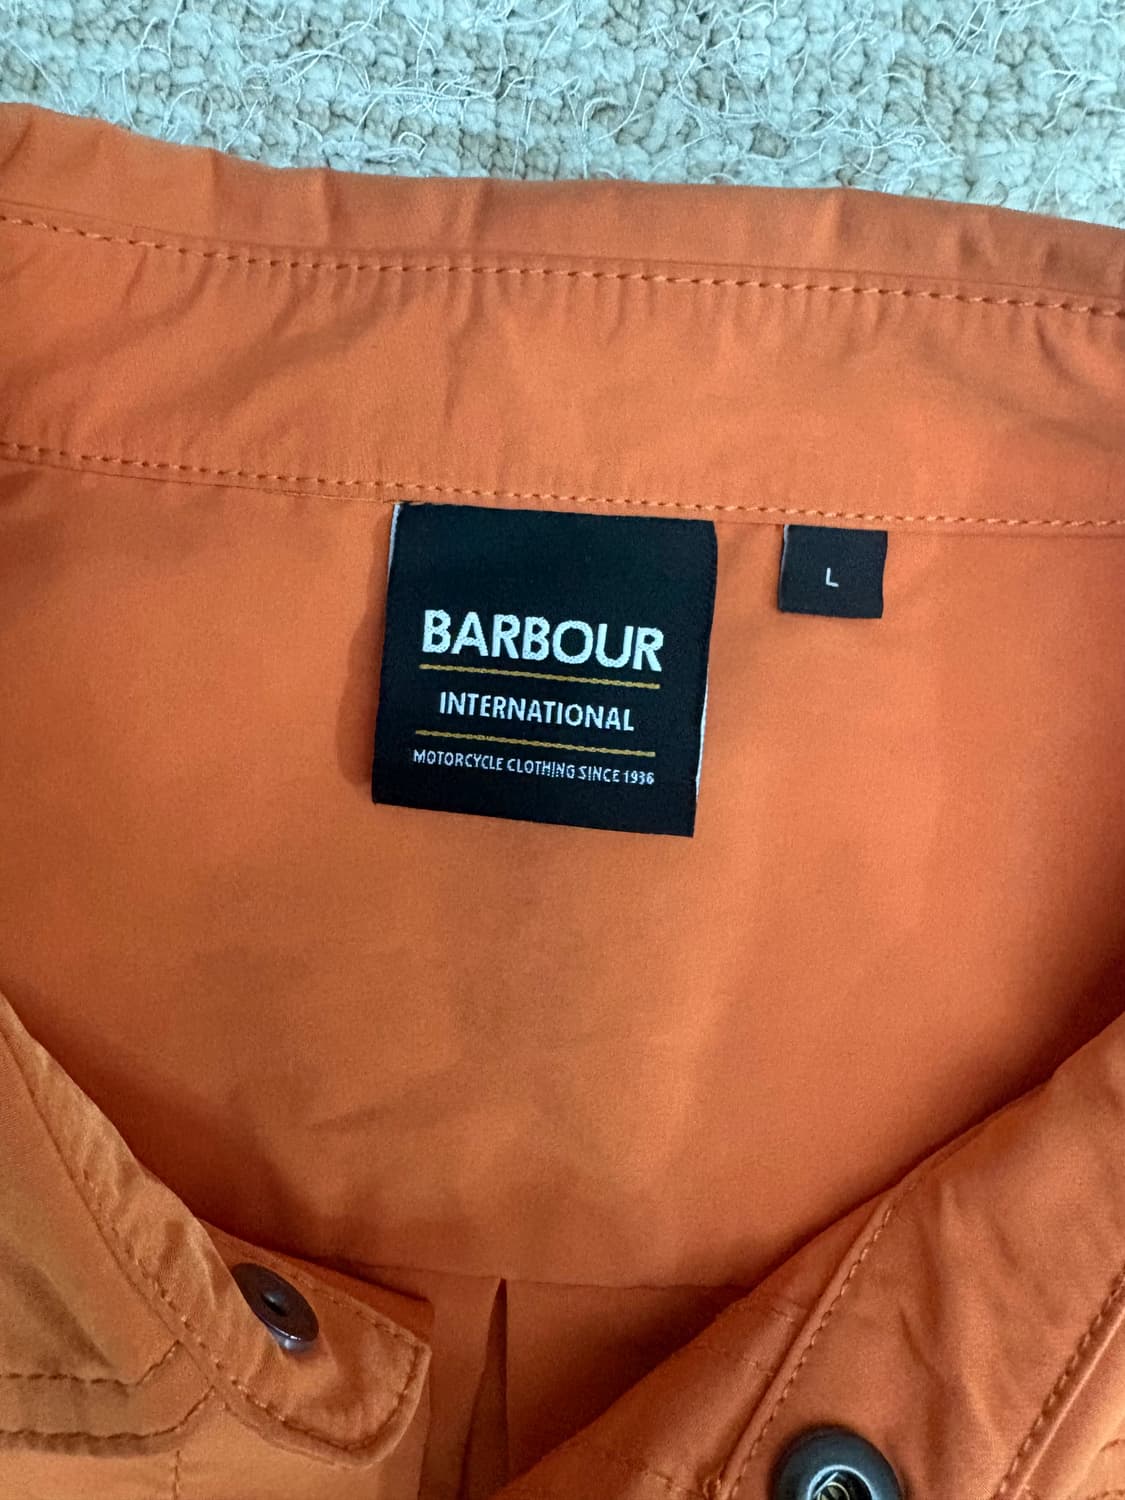 BARBOUR
INTERNATIONAL
MOTORCYCLE CLOTHING SINCE 1936
L